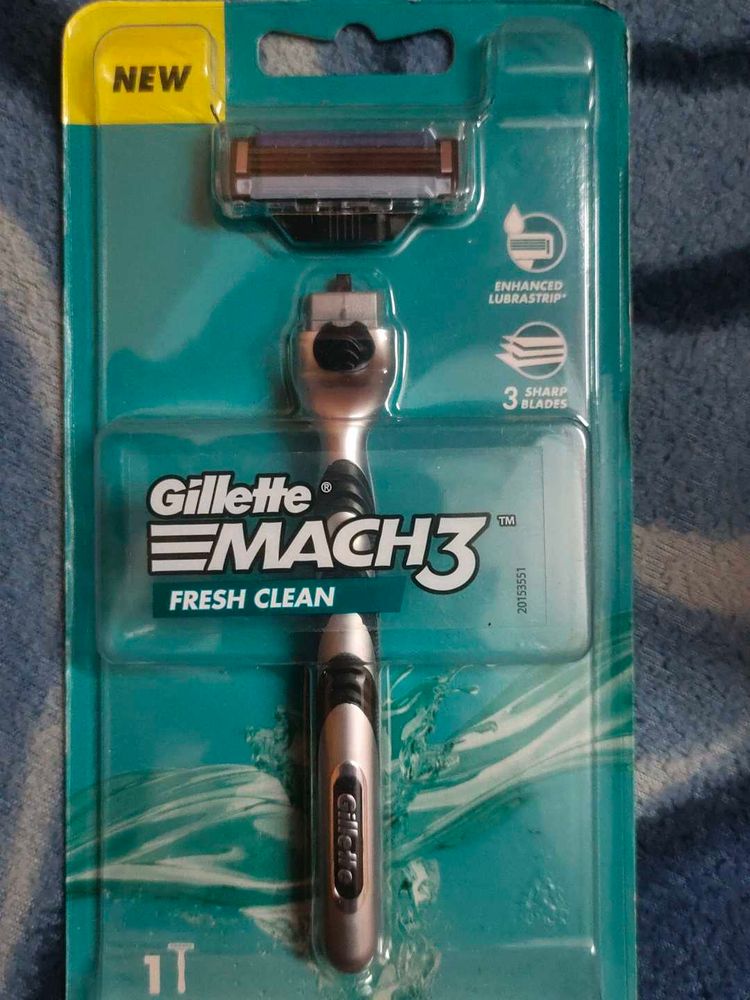 NEW
ENHANCED
LUBRASTRIP*
3 SHARP
BLADES
Gillette®
MACH3™
FRESH CLEAN
20153551
Gillette
1